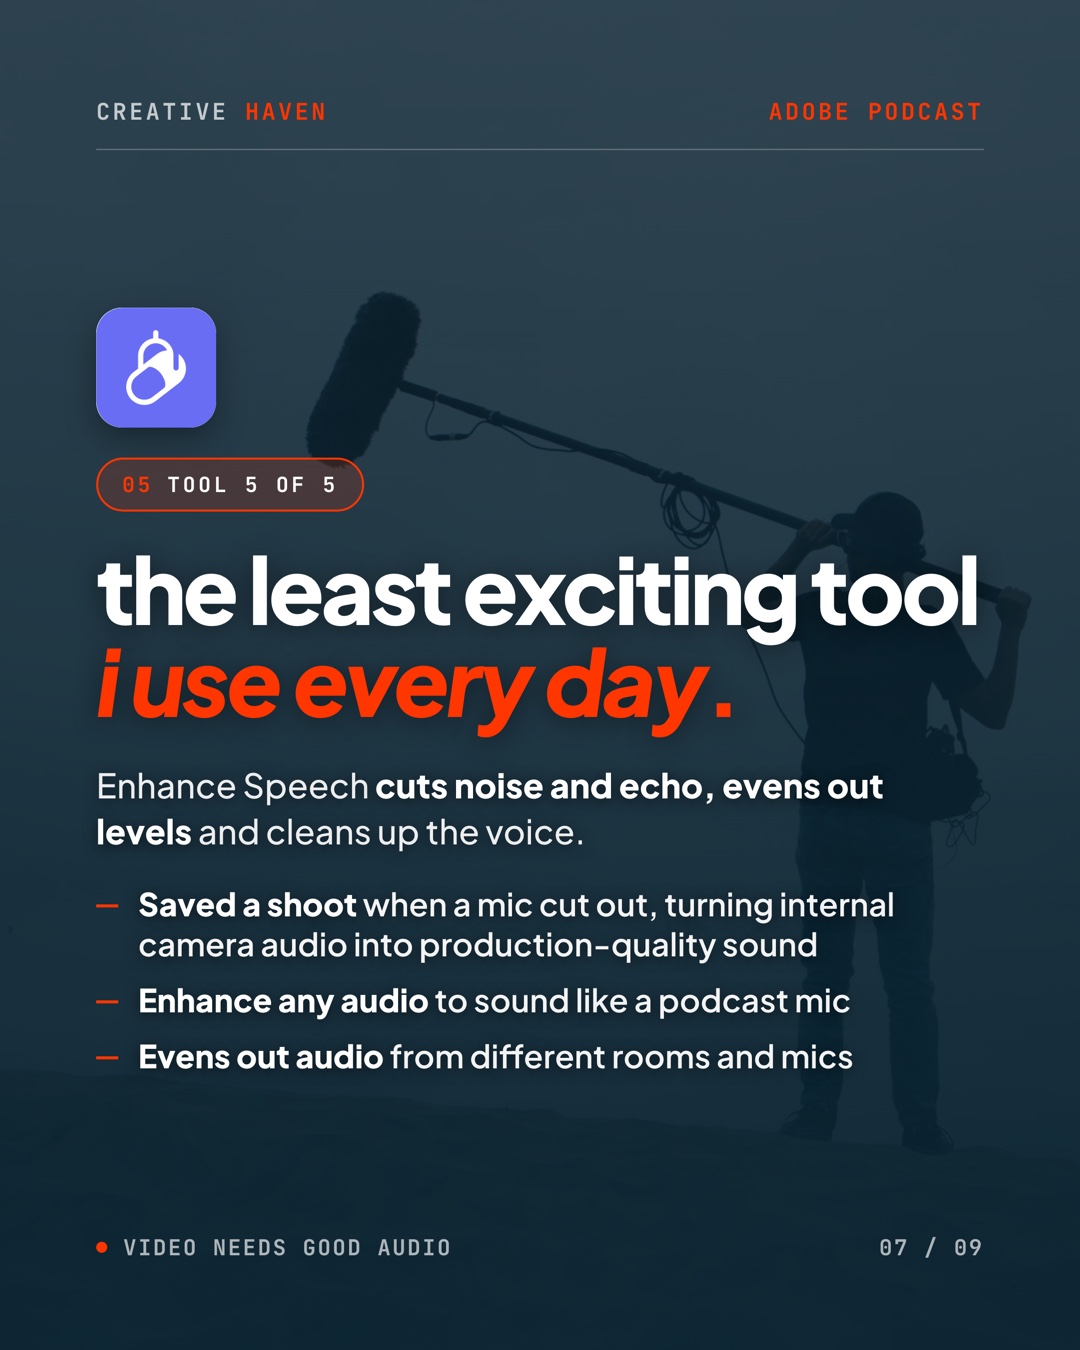 CREATIVE HAVEN
ADOBE PODCAST
05 TOOL 5 OF 5
the least exciting tool
i use every day.
Enhance Speech cuts noise and echo, evens out
levels and cleans up the voice.
— Saved a shoot when a mic cut out, turning internal
camera audio into production-quality sound
— Enhance any audio to sound like a podcast mic
— Evens out audio from different rooms and mics
VIDEO NEEDS GOOD AUDIO
07 / 09